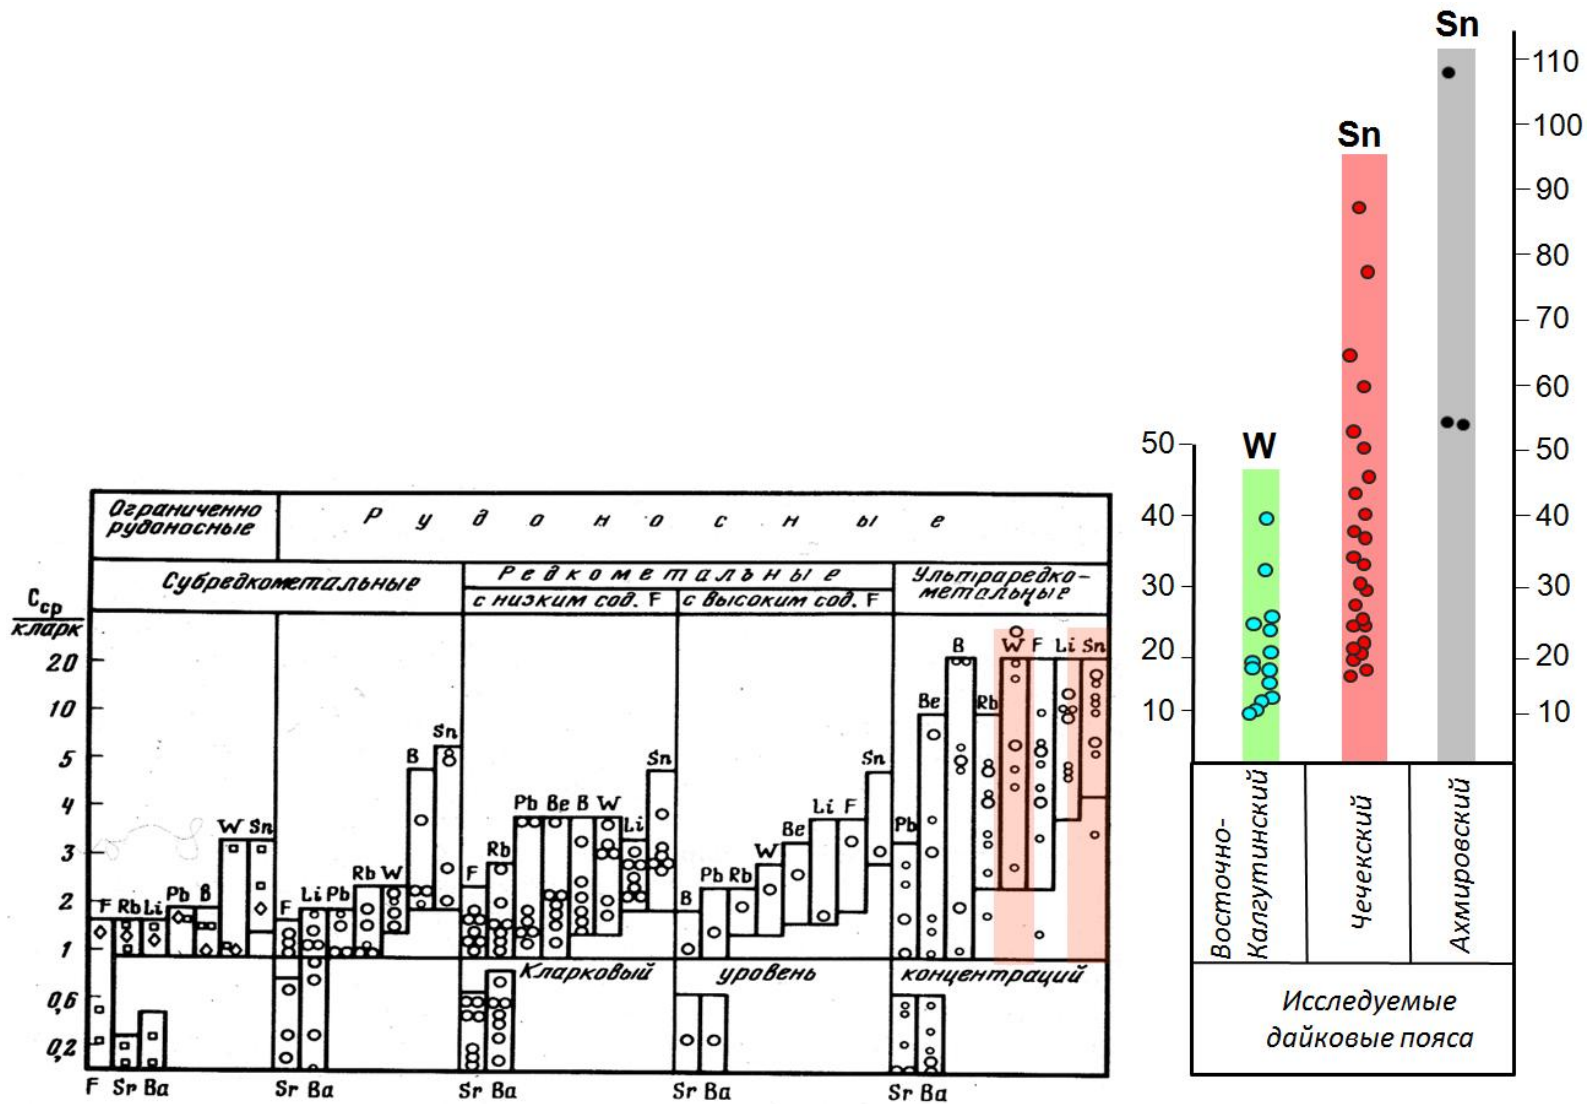 Sn
110
100
Sn
90
80
70
60
50
W
50
40
40
30
30
20
20
10
10
Ограниченно
рудоносные
Рудоносные
Субредкометальные
Редкометальные
Ультраредко-
метальные
с низким сод. F
с высоким сод. F
Cср
кларк
20
10
5
4
3
2
1
0,6
0,2
F Rb Li Pb B W Sn
F Li Pb Rb W B Sn
F Rb Pb Be B W Li Sn
B Pb Rb W Be Li F Sn
Pb Be B Rb W F Li Sn
Кларковый уровень концентраций
F Sr Ba
Sr Ba
Sr Ba
Sr Ba
Sr Ba
Восточно-
Калгутинский
Чечекский
Ахмировский
Исследуемые
дайковые пояса